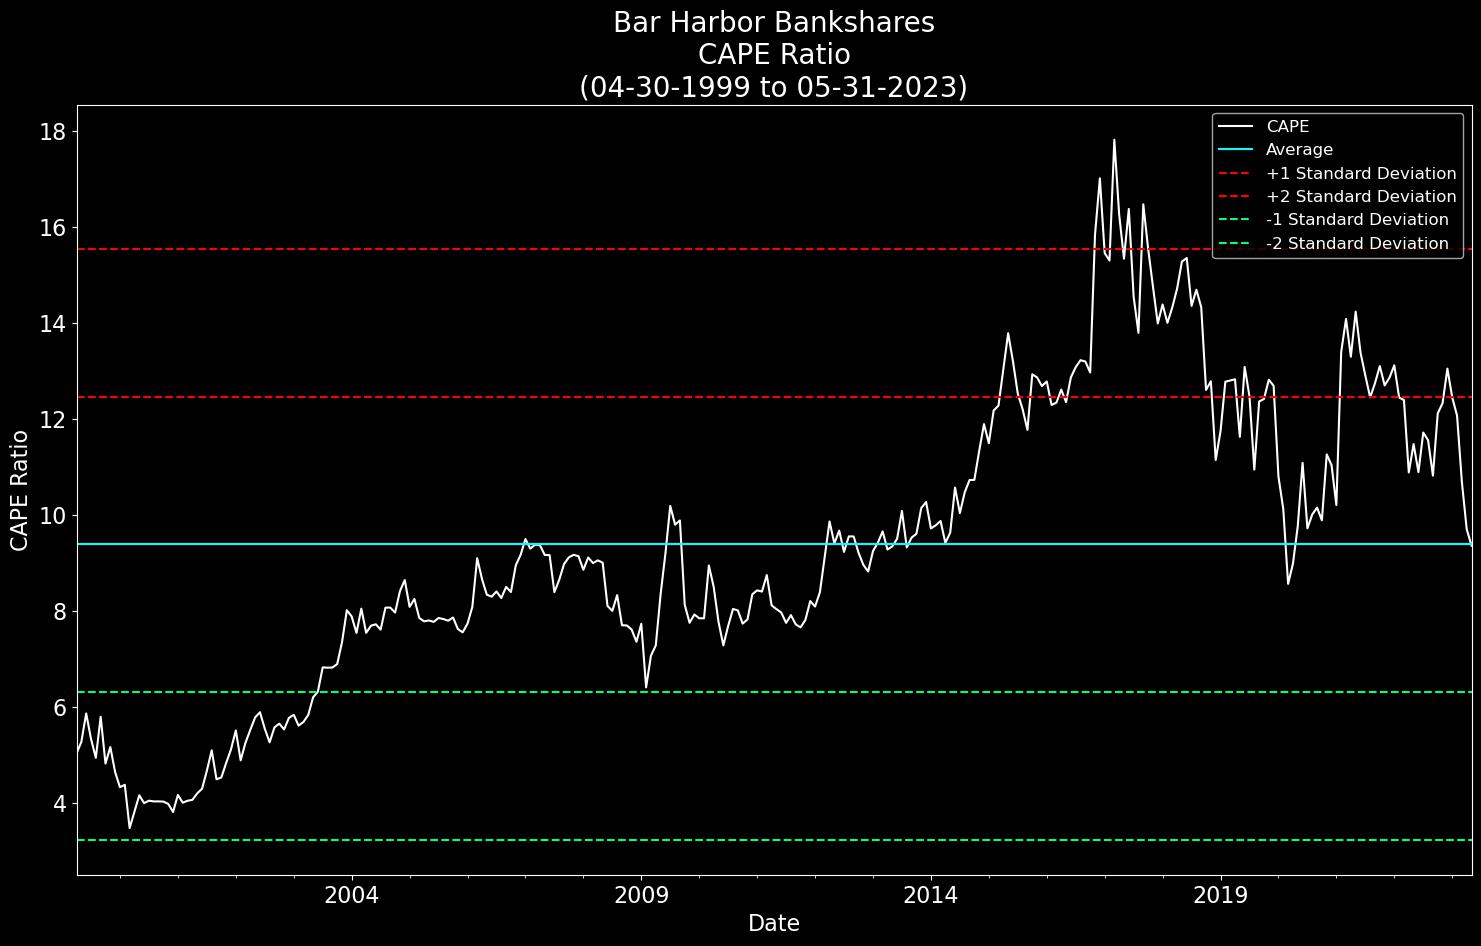 Bar Harbor Bankshares
CAPE Ratio
(04-30-1999 to 05-31-2023)
CAPE
Average
+1 Standard Deviation
+2 Standard Deviation
-1 Standard Deviation
-2 Standard Deviation
CAPE Ratio
18
16
14
12
10
8
6
4
2004 2009 2014 2019
Date